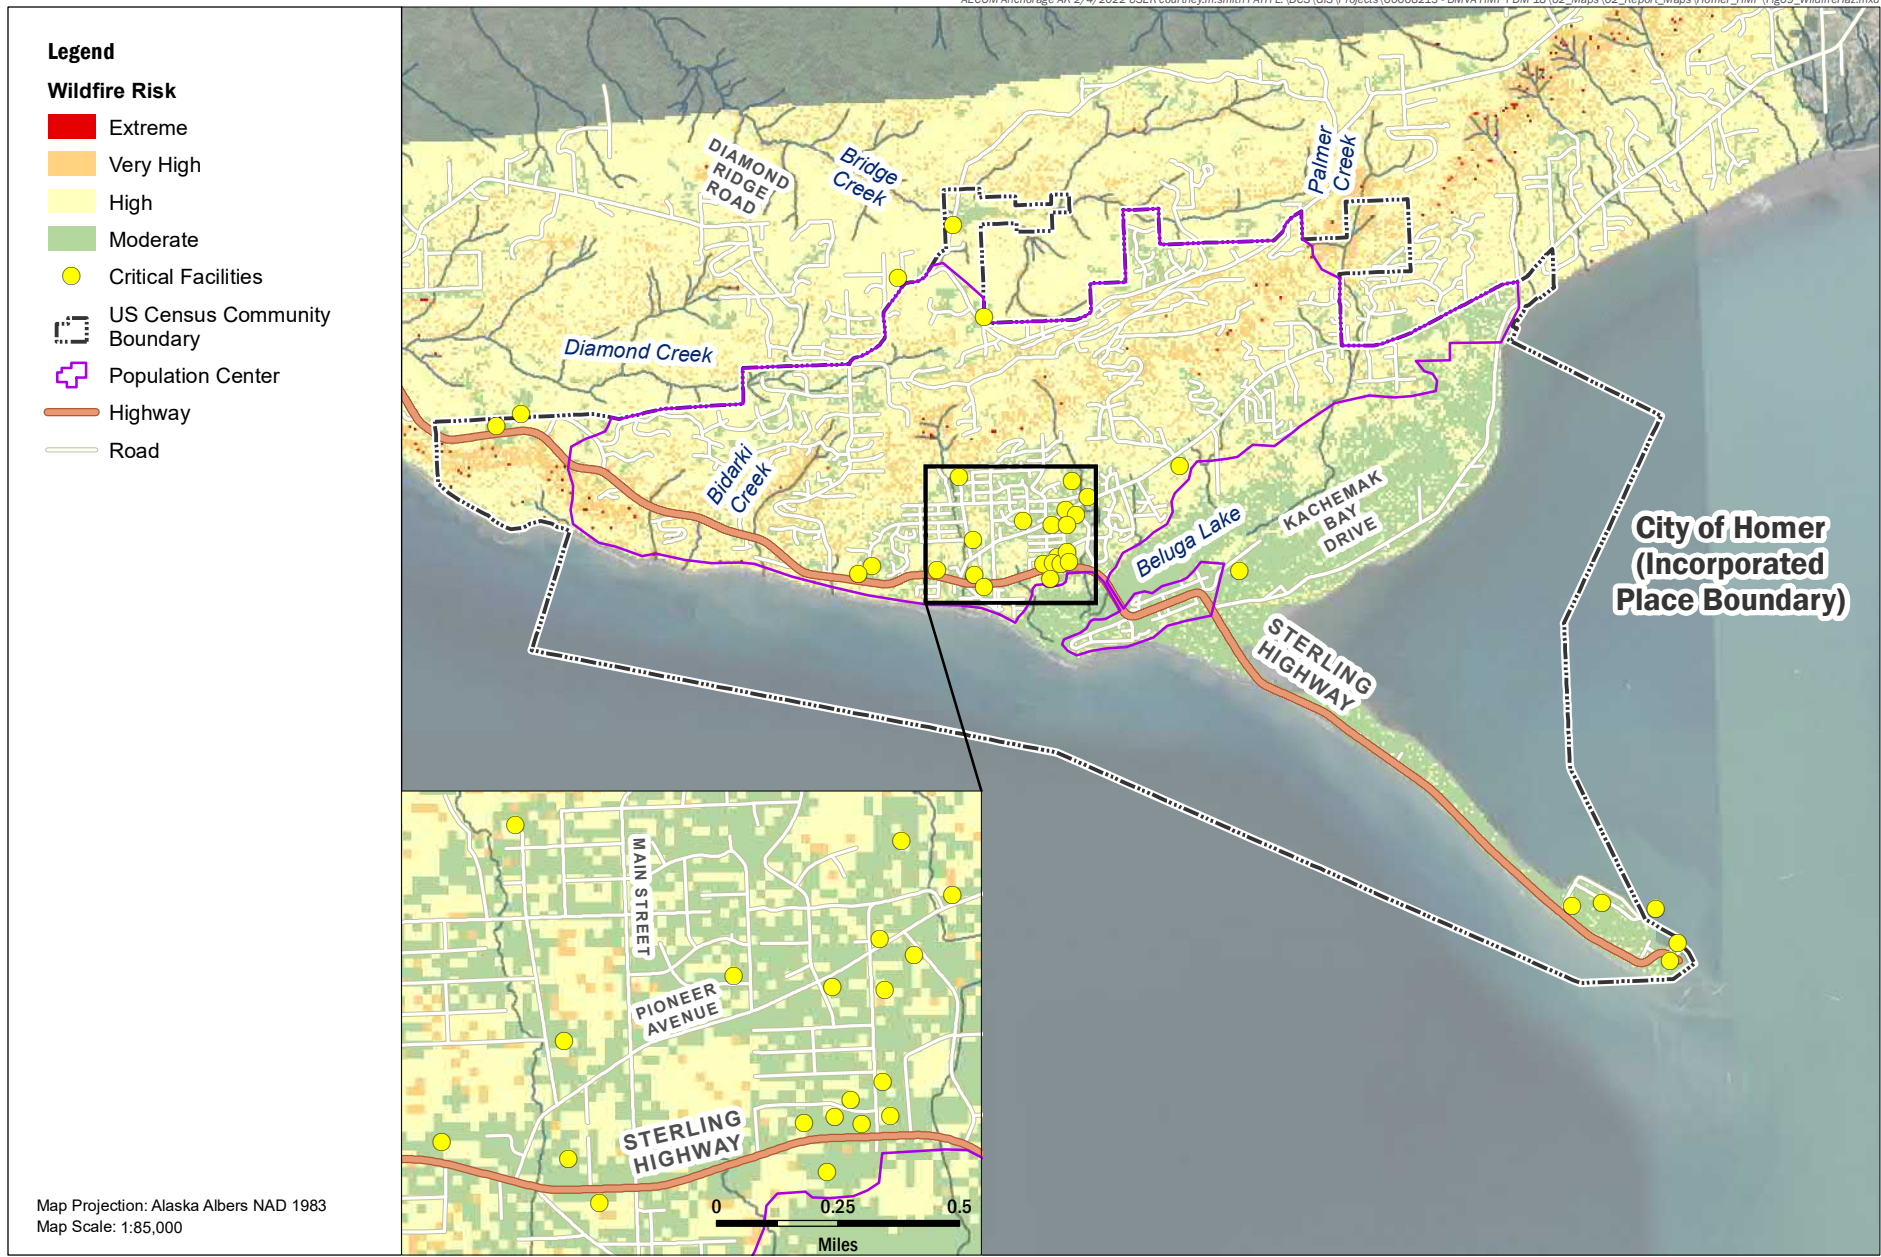 Legend
Wildfire Risk
Extreme
Very High
High
Moderate
Critical Facilities
US Census Community
Boundary
Population Center
Highway
Road
Map Projection: Alaska Albers NAD 1983
Map Scale: 1:85,000
DIAMOND
RIDGE
ROAD
Bridge
Creek
Palmer
Creek
Diamond Creek
Bidarki
Creek
Beluga Lake
KACHEMAK
BAY
DRIVE
City of Homer
(Incorporated
Place Boundary)
STERLING
HIGHWAY
MAIN STREET
PIONEER
AVENUE
STERLING
HIGHWAY
0 0.25 0.5
Miles